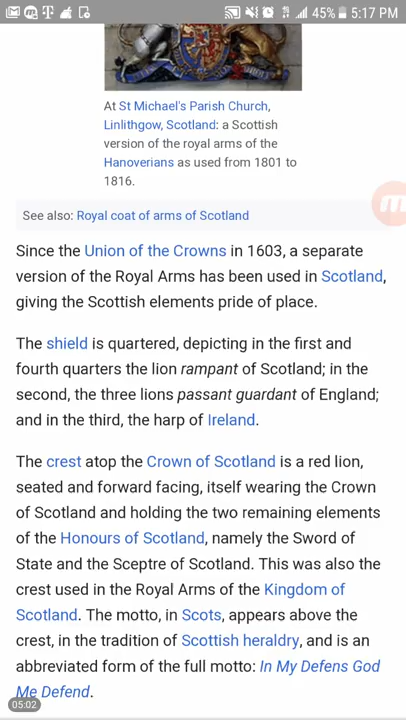 45% 5:17 PM
At St Michael's Parish Church,
Linlithgow, Scotland: a Scottish
version of the royal arms of the
Hanoverians as used from 1801 to
1816.
See also: Royal coat of arms of Scotland
Since the Union of the Crowns in 1603, a separate
version of the Royal Arms has been used in Scotland,
giving the Scottish elements pride of place.
The shield is quartered, depicting in the first and
fourth quarters the lion rampant of Scotland; in the
second, the three lions passant guardant of England;
and in the third, the harp of Ireland.
The crest atop the Crown of Scotland is a red lion,
seated and forward facing, itself wearing the Crown
of Scotland and holding the two remaining elements
of the Honours of Scotland, namely the Sword of
State and the Sceptre of Scotland. This was also the
crest used in the Royal Arms of the Kingdom of
Scotland. The motto, in Scots, appears above the
crest, in the tradition of Scottish heraldry, and is an
abbreviated form of the full motto: In My Defens God
Me Defend.
05:02